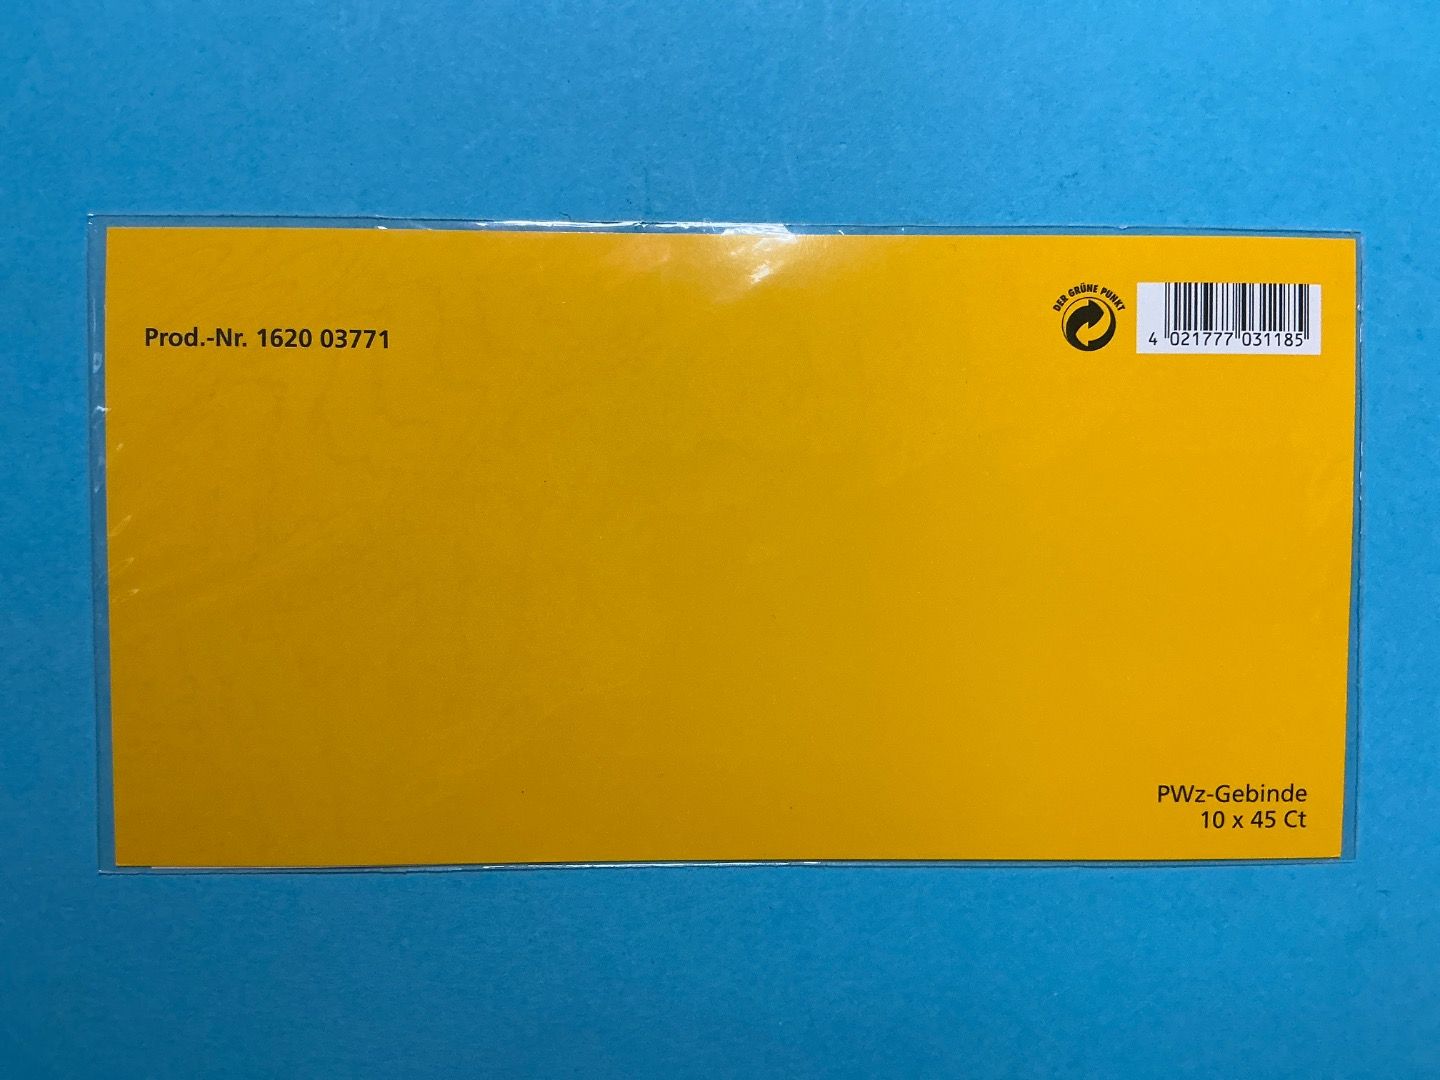 Prod.-Nr. 1620 03771
DER GRÜNE PUNKT
4 021777 031185
PWz-Gebinde
10 x 45 Ct